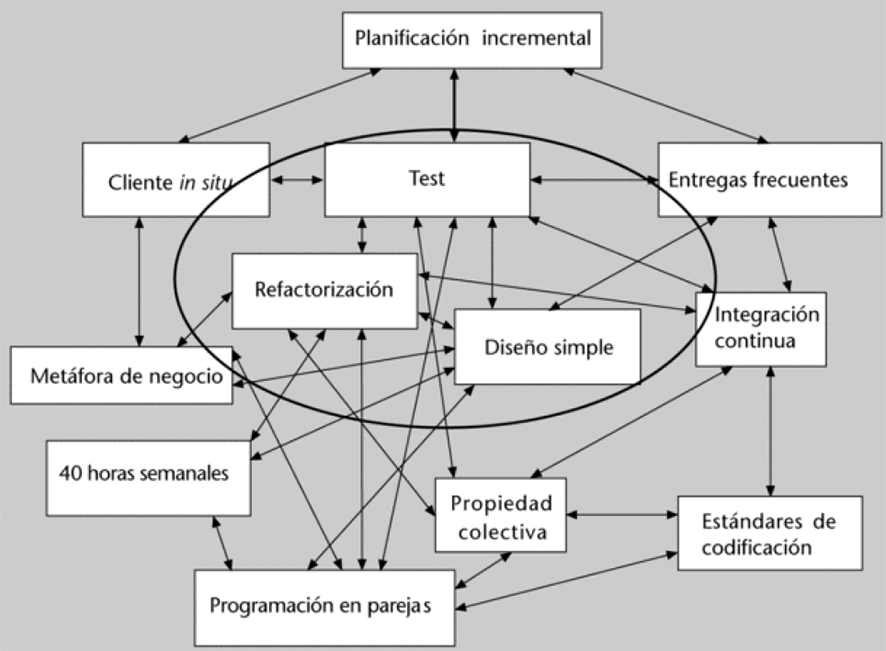 Planificación incremental
Cliente in situ
Test
Entregas frecuentes
Refactorización
Diseño simple
Integración
continua
Metáfora de negocio
40 horas semanales
Propiedad
colectiva
Estándares de
codificación
Programación en parejas